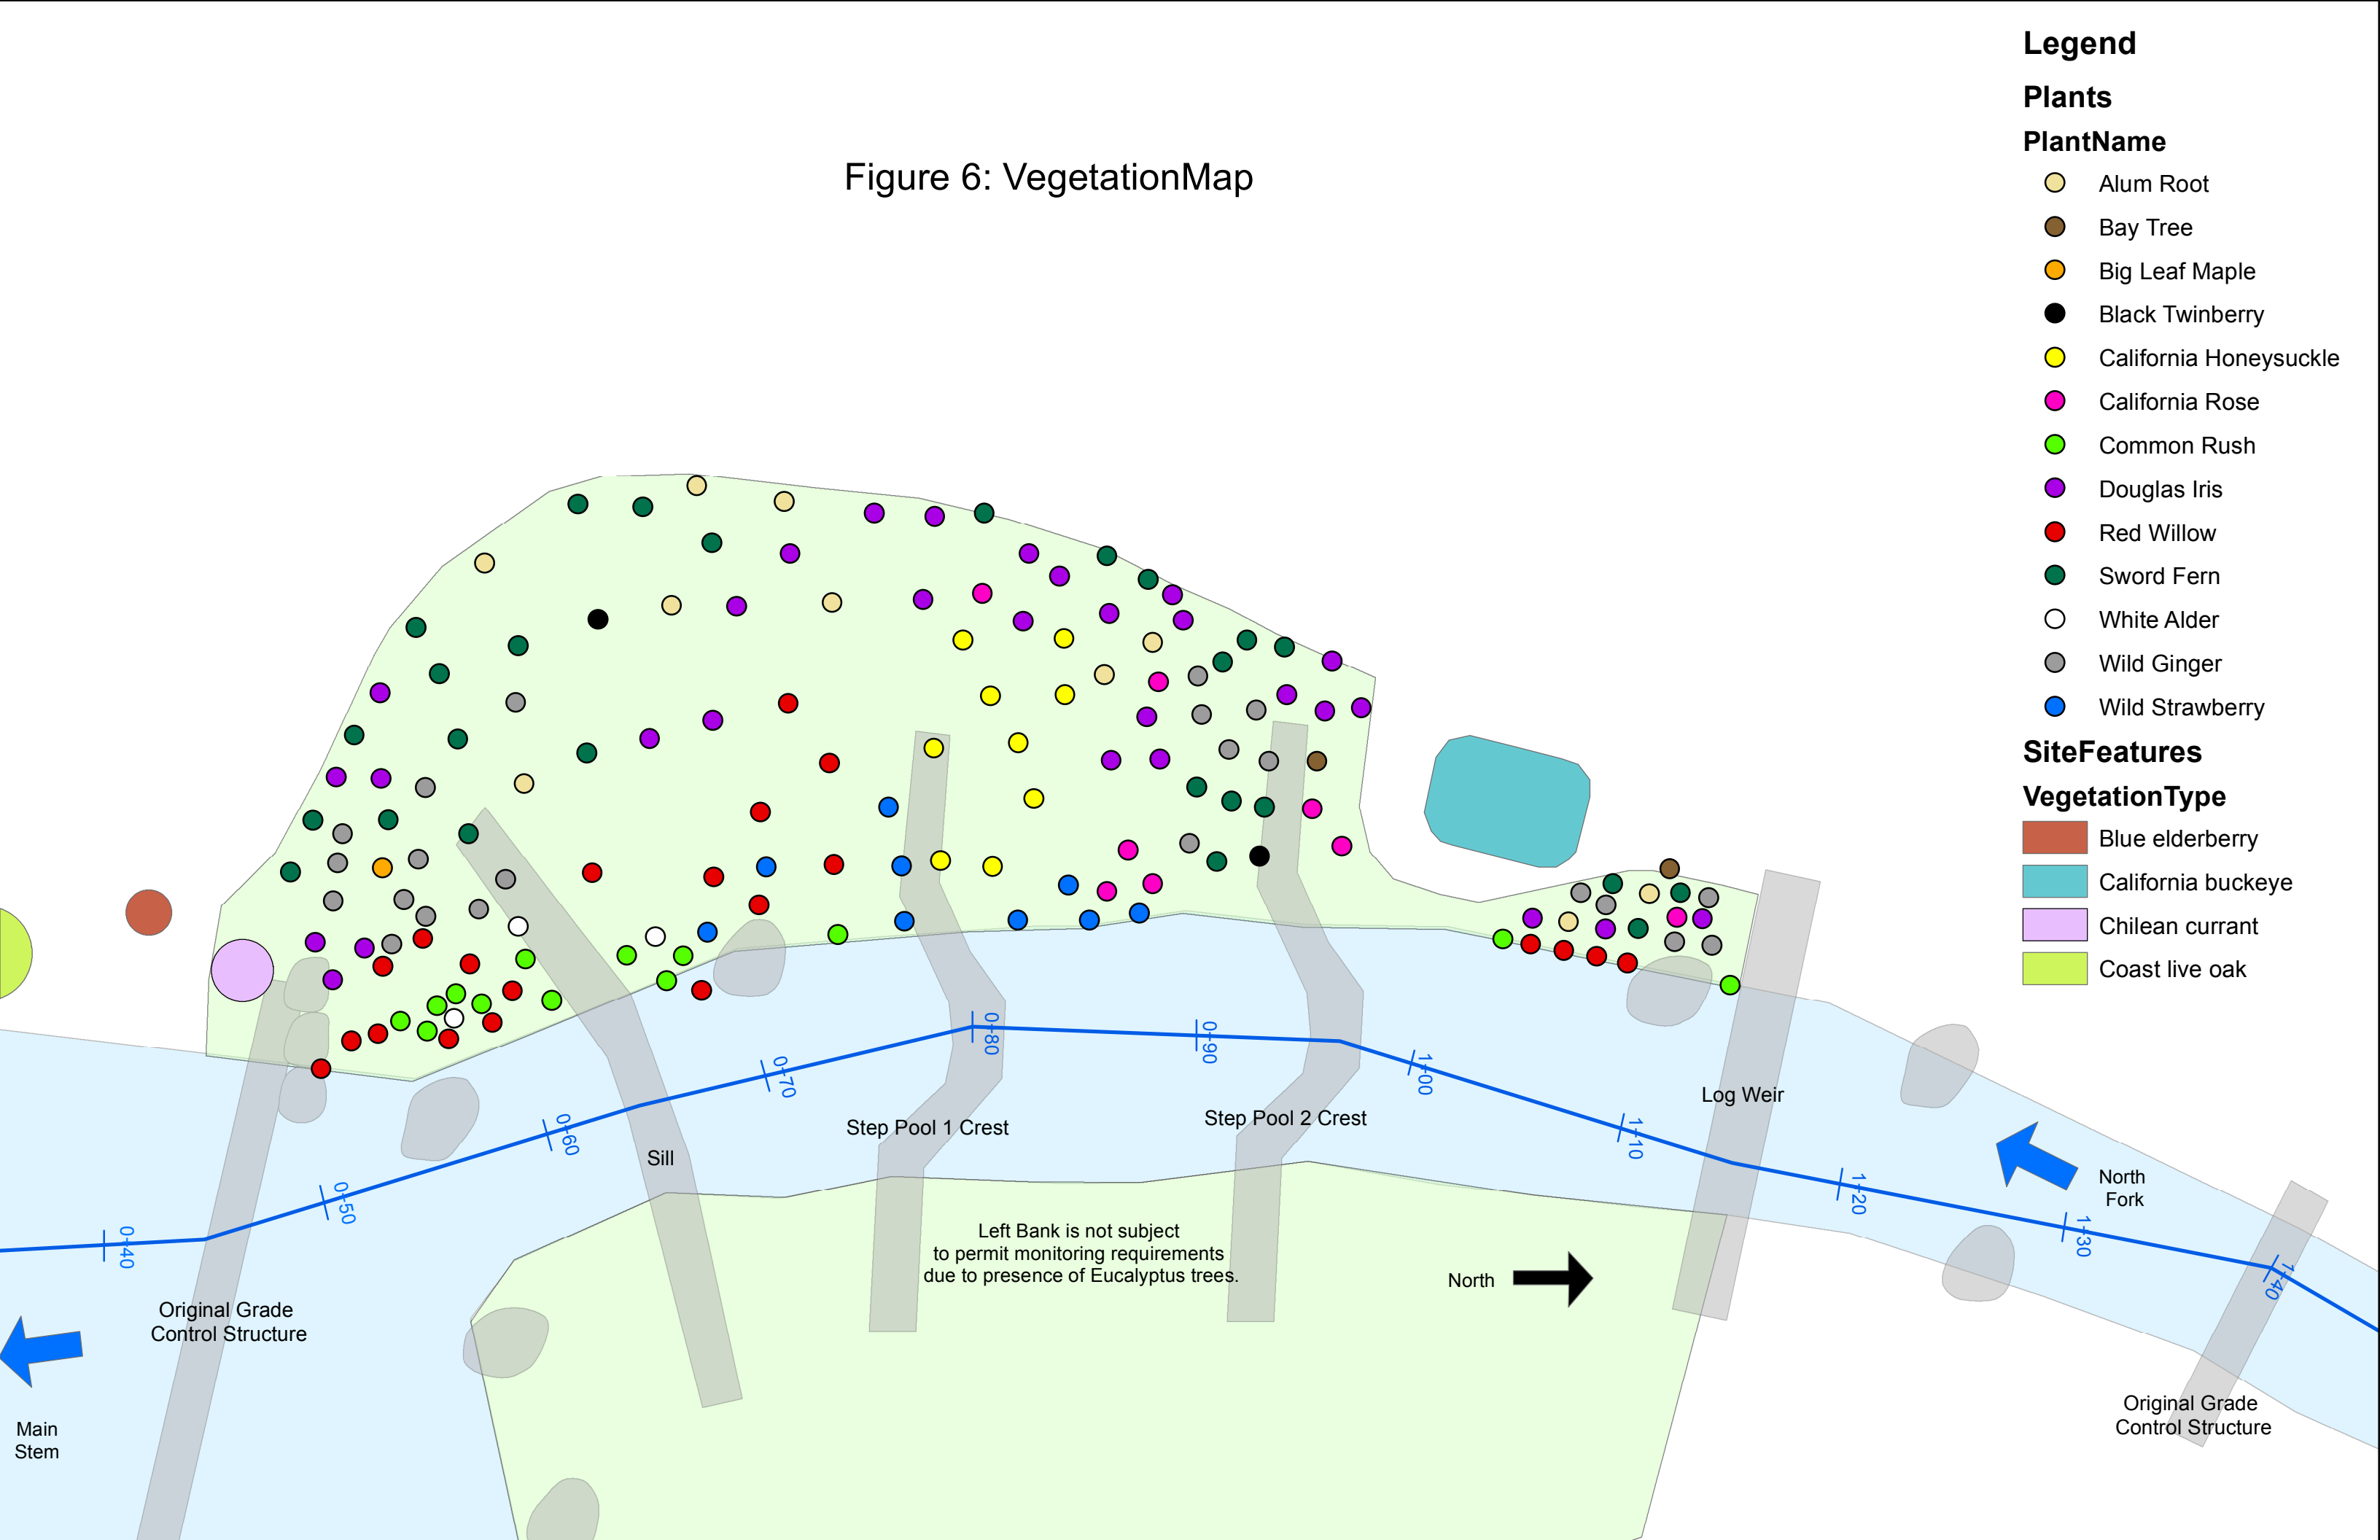 Figure 6: VegetationMap
Legend
Plants
PlantName
Alum Root
Bay Tree
Big Leaf Maple
Black Twinberry
California Honeysuckle
California Rose
Common Rush
Douglas Iris
Red Willow
Sword Fern
White Alder
Wild Ginger
Wild Strawberry
SiteFeatures
VegetationType
Blue elderberry
California buckeye
Chilean currant
Coast live oak
0+40
0+50
0+60
0+70
0+80
0+90
1+00
1+10
1+20
1+30
1+40
Sill
Step Pool 1 Crest
Step Pool 2 Crest
Log Weir
North
Fork
Left Bank is not subject
to permit monitoring requirements
due to presence of Eucalyptus trees.
North
Original Grade
Control Structure
Main
Stem
Original Grade
Control Structure